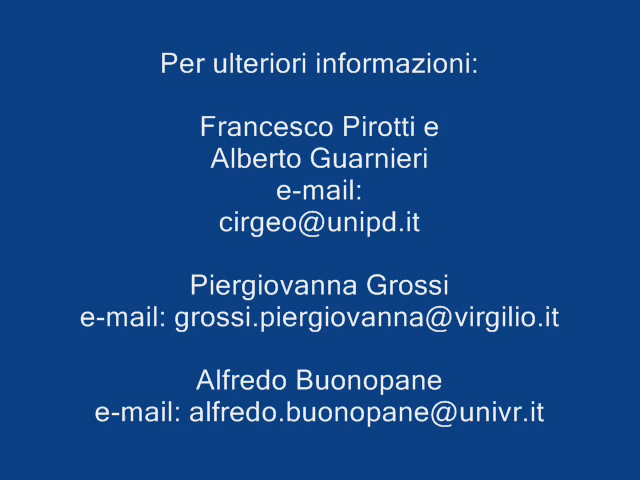 Per ulteriori informazioni:
Francesco Pirotti e
Alberto Guarnieri
e-mail:
cirgeo@unipd.it
Piergiovanna Grossi
e-mail: grossi.piergiovanna@virgilio.it
Alfredo Buonopane
e-mail: alfredo.buonopane@univr.it